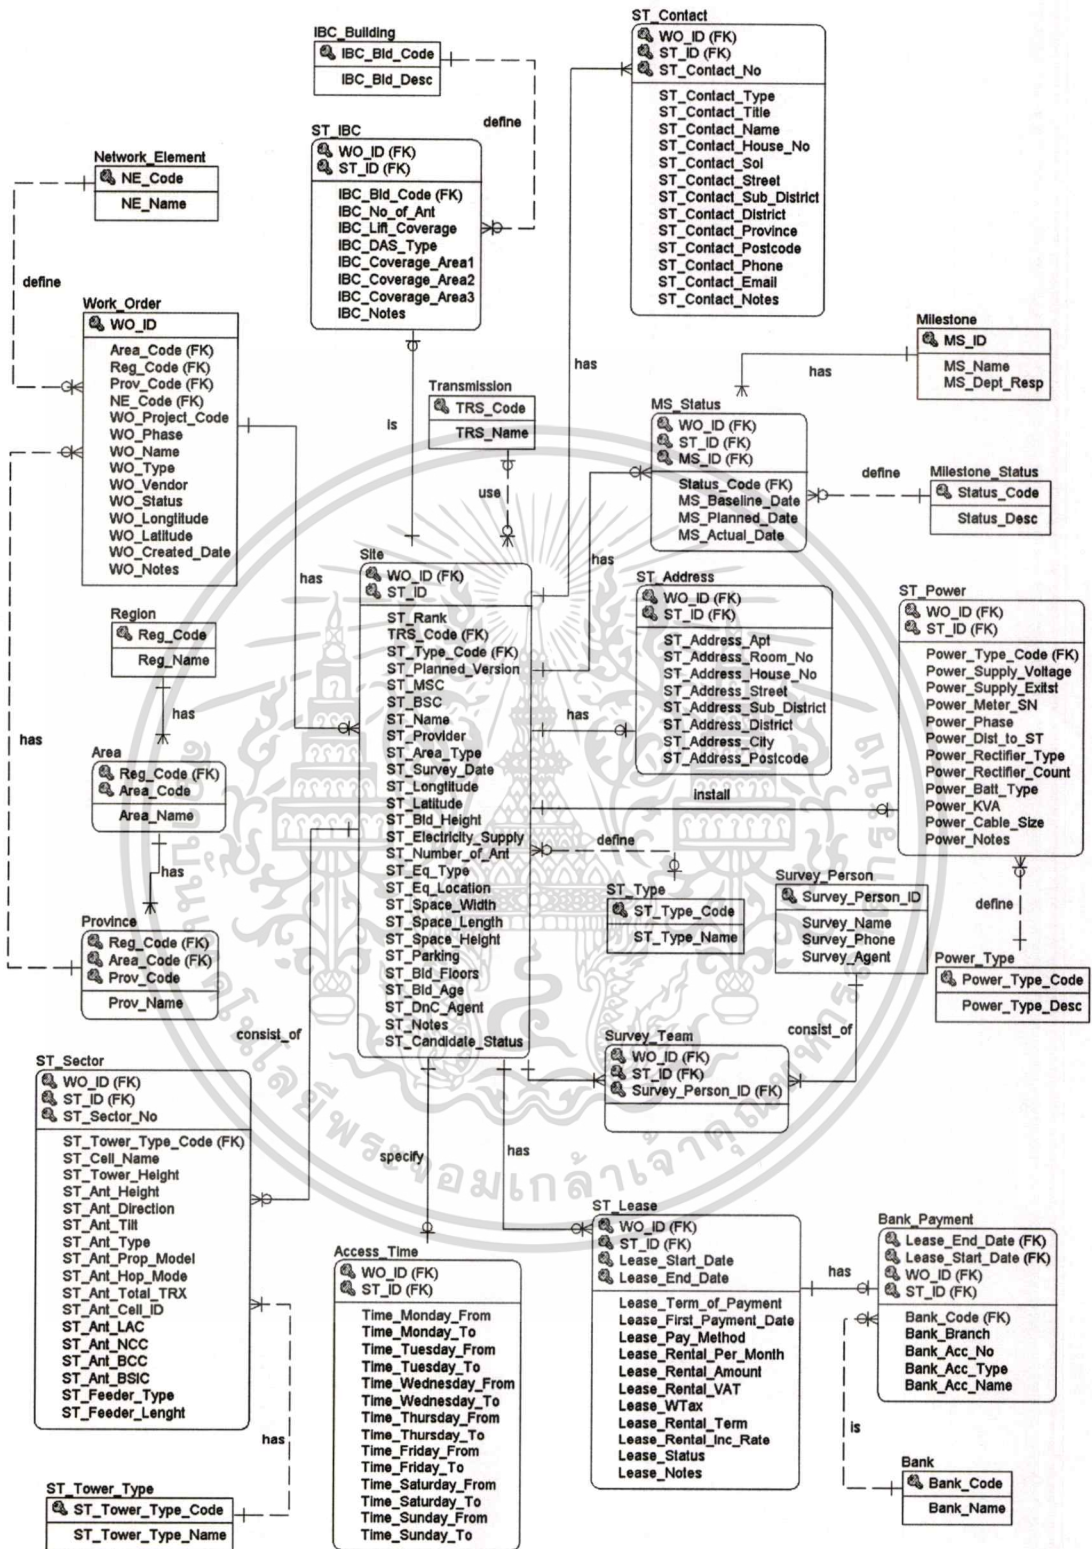 IBC_Building
IBC_Bld_Code
IBC_Bld_Desc
define
ST_Contact
WO_ID (FK)
ST_ID (FK)
ST_Contact_No
ST_Contact_Type
ST_Contact_Title
ST_Contact_Name
ST_Contact_House_No
ST_Contact_Soi
ST_Contact_Street
ST_Contact_Sub_District
ST_Contact_District
ST_Contact_Province
ST_Contact_Postcode
ST_Contact_Phone
ST_Contact_Email
ST_Contact_Notes
has
ST_IBC
WO_ID (FK)
ST_ID (FK)
IBC_Bld_Code (FK)
IBC_No_of_Ant
IBC_Lift_Coverage
IBC_DAS_Type
IBC_Coverage_Area1
IBC_Coverage_Area2
IBC_Coverage_Area3
IBC_Notes
is
Network_Element
NE_Code
NE_Name
define
Work_Order
WO_ID
Area_Code (FK)
Reg_Code (FK)
Prov_Code (FK)
NE_Code (FK)
WO_Project_Code
WO_Phase
WO_Name
WO_Type
WO_Vendor
WO_Status
WO_Longtitude
WO_Latitude
WO_Created_Date
WO_Notes
has
has
Transmission
TRS_Code
TRS_Name
use
Milestone
MS_ID
MS_Name
MS_Dept_Resp
has
MS_Status
WO_ID (FK)
ST_ID (FK)
MS_ID (FK)
Status_Code (FK)
MS_Baseline_Date
MS_Planned_Date
MS_Actual_Date
has
define
Milestone_Status
Status_Code
Status_Desc
Site
WO_ID (FK)
ST_ID
ST_Rank
TRS_Code (FK)
ST_Type_Code (FK)
ST_Planned_Version
ST_MSC
ST_BSC
ST_Name
ST_Provider
ST_Area_Type
ST_Survey_Date
ST_Longtitude
ST_Latitude
ST_Bld_Height
ST_Electricity_Supply
ST_Number_of_Ant
ST_Eq_Type
ST_Eq_Location
ST_Space_Width
ST_Space_Length
ST_Space_Height
ST_Parking
ST_Bld_Floors
ST_Bld_Age
ST_DnC_Agent
ST_Notes
ST_Candidate_Status
ST_Address
WO_ID (FK)
ST_ID (FK)
ST_Address_Apt
ST_Address_Room_No
ST_Address_House_No
ST_Address_Street
ST_Address_Sub_District
ST_Address_District
ST_Address_City
ST_Address_Postcode
has
install
ST_Power
WO_ID (FK)
ST_ID (FK)
Power_Type_Code (FK)
Power_Supply_Voltage
Power_Supply_Exitst
Power_Meter_SN
Power_Phase
Power_Dist_to_ST
Power_Rectifier_Type
Power_Rectifier_Count
Power_Batt_Type
Power_KVA
Power_Cable_Size
Power_Notes
define
Power_Type
Power_Type_Code
Power_Type_Desc
Region
Reg_Code
Reg_Name
has
Area
Reg_Code (FK)
Area_Code
Area_Name
has
Province
Reg_Code (FK)
Area_Code (FK)
Prov_Code
Prov_Name
define
ST_Type
ST_Type_Code
ST_Type_Name
Survey_Person
Survey_Person_ID
Survey_Name
Survey_Phone
Survey_Agent
consist_of
Survey_Team
WO_ID (FK)
ST_ID (FK)
Survey_Person_ID (FK)
consist_of
ST_Sector
WO_ID (FK)
ST_ID (FK)
ST_Sector_No
ST_Tower_Type_Code (FK)
ST_Cell_Name
ST_Tower_Height
ST_Ant_Height
ST_Ant_Direction
ST_Ant_Tilt
ST_Ant_Type
ST_Ant_Prop_Model
ST_Ant_Hop_Mode
ST_Ant_Total_TRX
ST_Ant_Cell_ID
ST_Ant_LAC
ST_Ant_NCC
ST_Ant_BCC
ST_Ant_BSIC
ST_Feeder_Type
ST_Feeder_Lenght
has
ST_Tower_Type
ST_Tower_Type_Code
ST_Tower_Type_Name
specify
Access_Time
WO_ID (FK)
ST_ID (FK)
Time_Monday_From
Time_Monday_To
Time_Tuesday_From
Time_Tuesday_To
Time_Wednesday_From
Time_Wednesday_To
Time_Thursday_From
Time_Thursday_To
Time_Friday_From
Time_Friday_To
Time_Saturday_From
Time_Saturday_To
Time_Sunday_From
Time_Sunday_To
has
ST_Lease
WO_ID (FK)
ST_ID (FK)
Lease_Start_Date
Lease_End_Date
Lease_Term_of_Payment
Lease_First_Payment_Date
Lease_Pay_Method
Lease_Rental_Per_Month
Lease_Rental_Amount
Lease_Rental_VAT
Lease_WTax
Lease_Rental_Term
Lease_Rental_Inc_Rate
Lease_Status
Lease_Notes
has
Bank_Payment
Lease_End_Date (FK)
Lease_Start_Date (FK)
WO_ID (FK)
ST_ID (FK)
Bank_Code (FK)
Bank_Branch
Bank_Acc_No
Bank_Acc_Type
Bank_Acc_Name
is
Bank
Bank_Code
Bank_Name